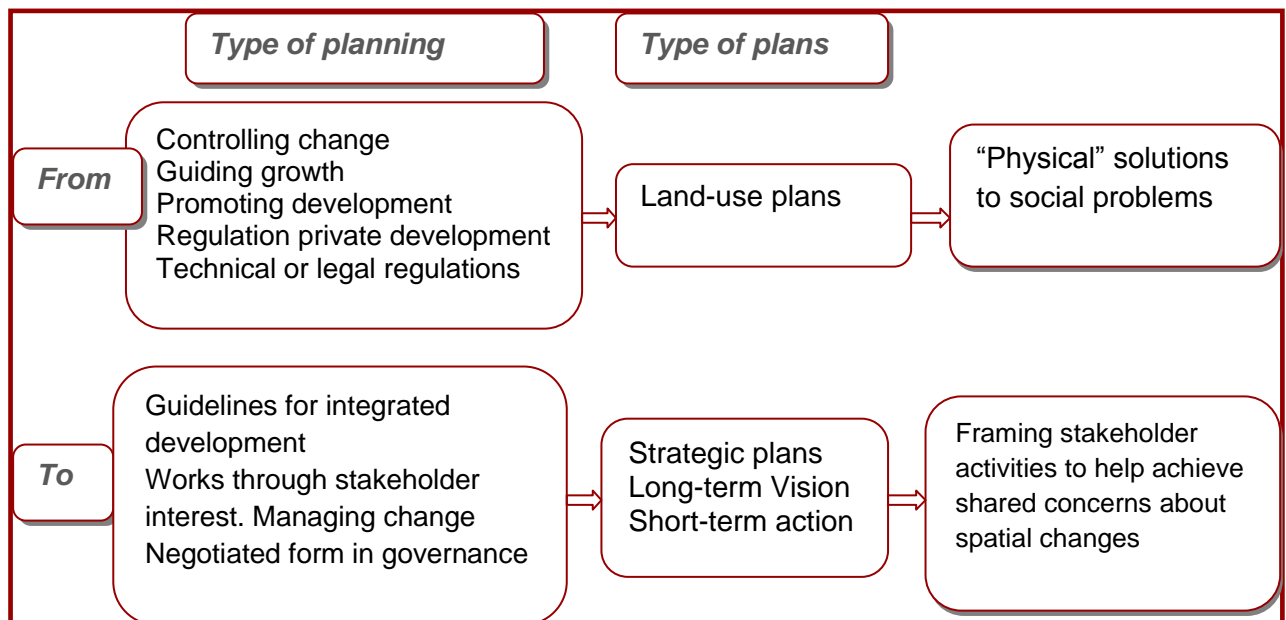 Type of planning
Type of plans
From
Controlling change
Guiding growth
Promoting development
Regulation private development
Technical or legal regulations
Land-use plans
“Physical” solutions
to social problems
To
Guidelines for integrated
development
Works through stakeholder
interest. Managing change
Negotiated form in governance
Strategic plans
Long-term Vision
Short-term action
Framing stakeholder
activities to help achieve
shared concerns about
spatial changes